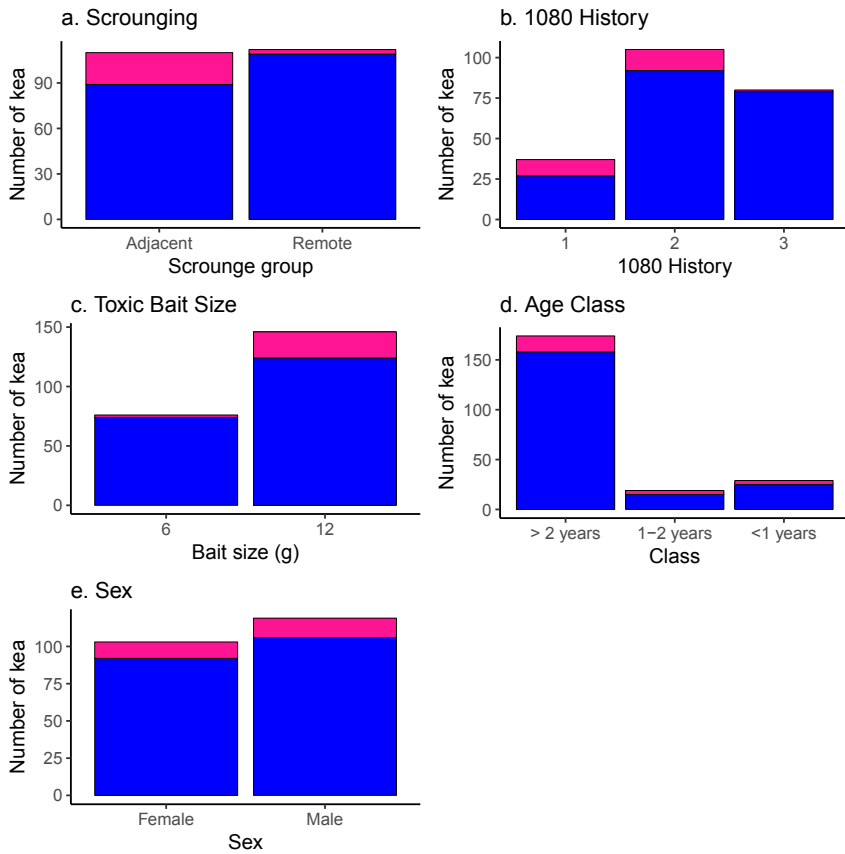 a. Scrounging
Number of kea
90
60
30
0
Adjacent Remote
Scrounge group
b. 1080 History
Number of kea
100
75
50
25
0
1 2 3
1080 History
c. Toxic Bait Size
Number of kea
150
100
50
0
6 12
Bait size (g)
d. Age Class
Number of kea
150
100
50
0
> 2 years 1−2 years <1 years
Class
e. Sex
Number of kea
100
75
50
25
0
Female Male
Sex